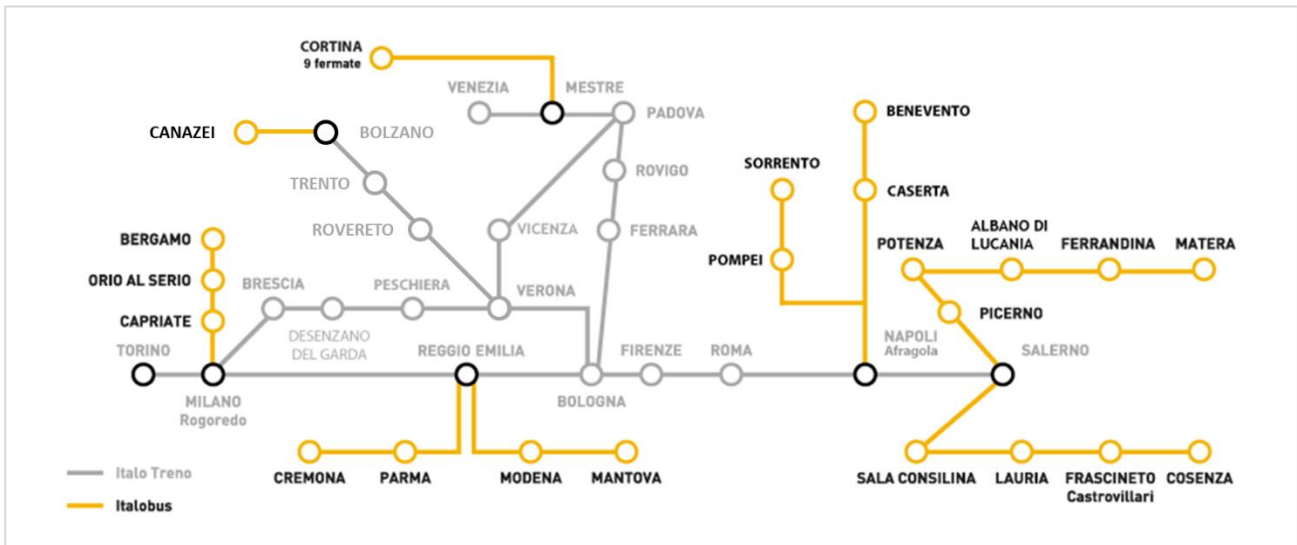 CORTINA
9 fermate
VENEZIA
MESTRE
PADOVA
BENEVENTO
CANAZEI
BOLZANO
ROVIGO
SORRENTO
TRENTO
CASERTA
ROVERETO
VICENZA
FERRARA
BERGAMO
POMPEI
POTENZA
ALBANO DI
LUCANIA
FERRANDINA
MATERA
ORIO AL SERIO
BRESCIA
PESCHIERA
VERONA
CAPRIATE
PICERNO
DESENZANO
DEL GARDA
TORINO
REGGIO EMILIA
FIRENZE
ROMA
NAPOLI
Afragola
SALERNO
MILANO
Rogoredo
BOLOGNA
Italo Treno
Italobus
CREMONA
PARMA
MODENA
MANTOVA
SALA CONSILINA
LAURIA
FRASCINETO
Castrovillari
COSENZA